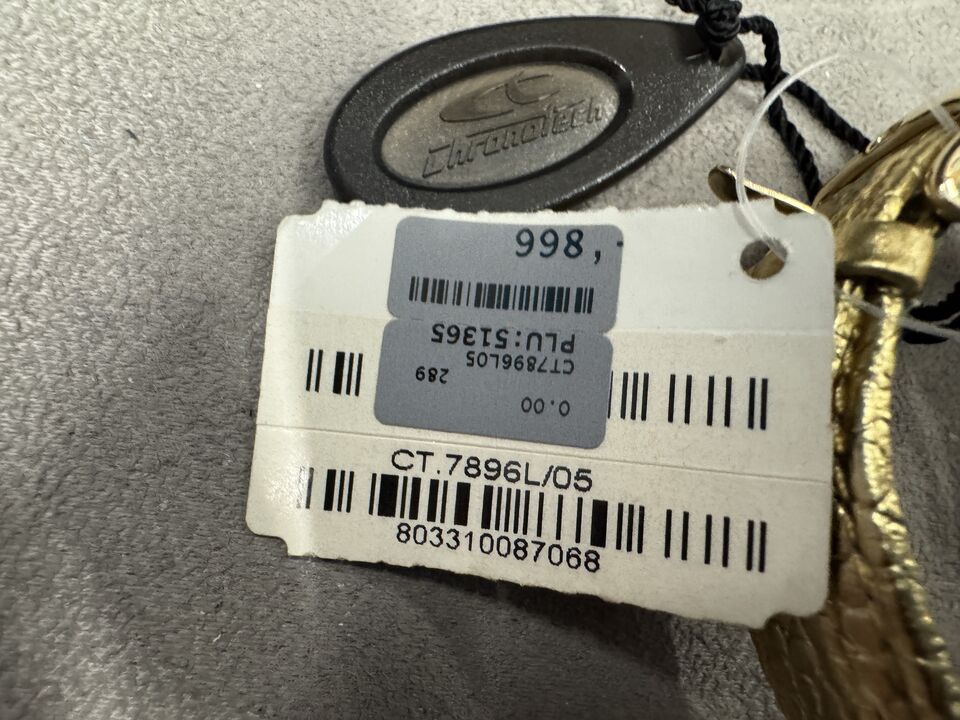 ChronoTech
998,-
PLU:51365
CT7896L05
289
0.00
CT.7896L/05
803310087068